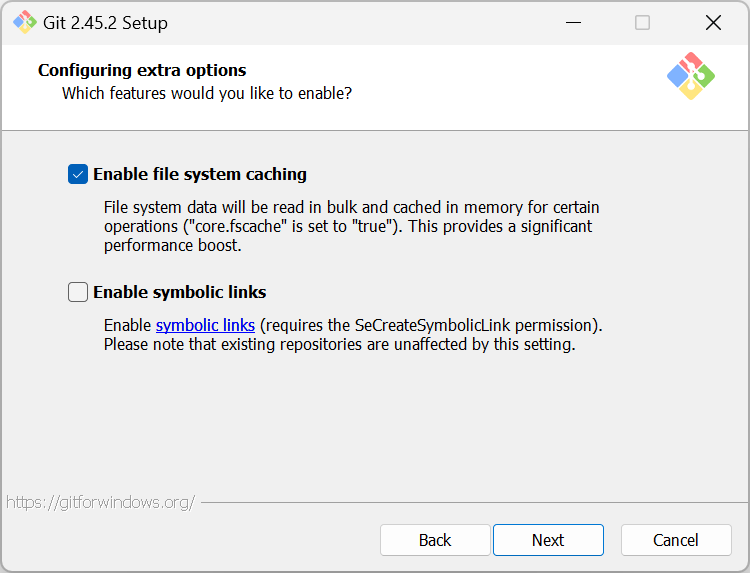 Git 2.45.2 Setup
Configuring extra options
Which features would you like to enable?
Enable file system caching
File system data will be read in bulk and cached in memory for certain
operations ("core.fscache" is set to "true"). This provides a significant
performance boost.
Enable symbolic links
Enable symbolic links (requires the SeCreateSymbolicLink permission).
Please note that existing repositories are unaffected by this setting.
https://gitforwindows.org/
Back Next Cancel